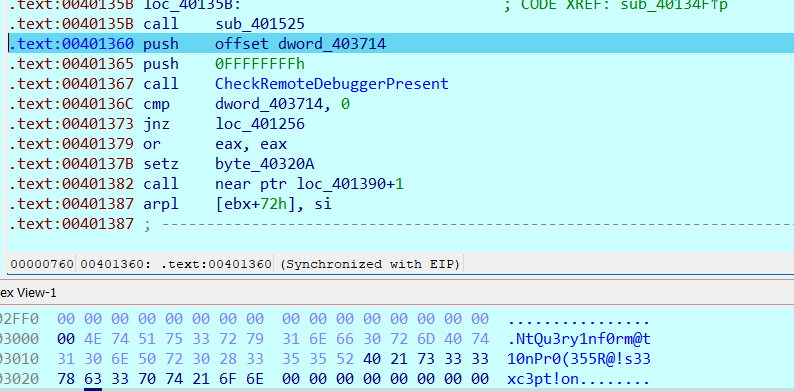 .text:0040135B loc_40135B: ; CODE XREF: sub_40134F↑p
.text:0040135B call sub_401525
.text:00401360 push offset dword_403714
.text:00401365 push 0FFFFFFFFh
.text:00401367 call CheckRemoteDebuggerPresent
.text:0040136C cmp dword_403714, 0
.text:00401373 jnz loc_401256
.text:00401379 or eax, eax
.text:0040137B setz byte_40320A
.text:00401382 call near ptr loc_401390+1
.text:00401387 arpl [ebx+72h], si
.text:00401387 ; ---------------------------------------------------------------
00000760 00401360: .text:00401360 (Synchronized with EIP)
ex View-1
02FF0 00 00 00 00 00 00 00 00 00 00 00 00 00 00 00 00 ................
03000 00 4E 74 51 75 33 72 79 31 6E 66 30 72 6D 40 74 .NtQu3ry1nf0rm@t
03010 31 30 6E 50 72 30 28 33 35 35 52 40 21 73 33 33 10nPr0(355R@!s33
03020 78 63 33 70 74 21 6F 6E 00 00 00 00 00 00 00 00 xc3pt!on........